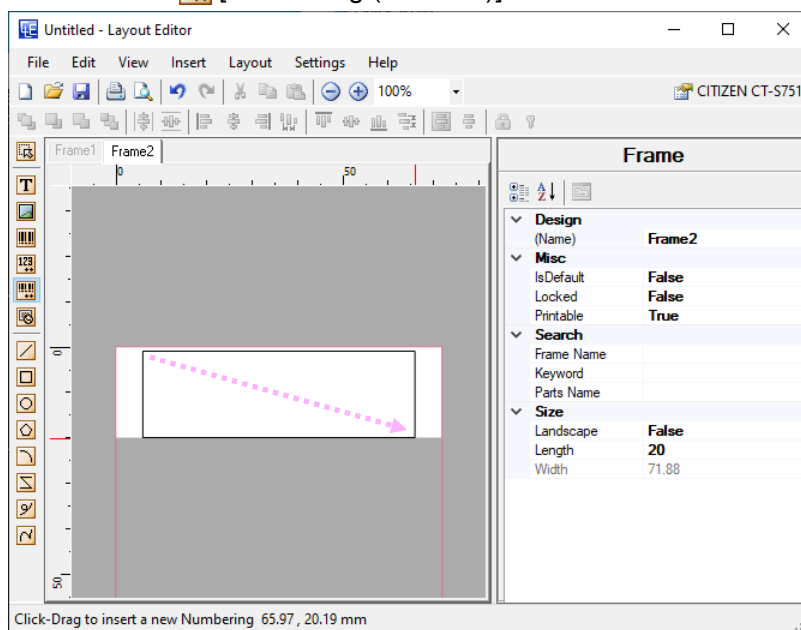 Untitled - Layout Editor
File Edit View Insert Layout Settings Help
100% CITIZEN CT-S751
Frame1 Frame2
Frame
0 50
Design
(Name) Frame2
Misc
IsDefault False
Locked False
Printable True
Search
Frame Name
Keyword
Parts Name
Size
Landscape False
Length 20
Width 71.88
0
50
Click-Drag to insert a new Numbering 65.97 , 20.19 mm